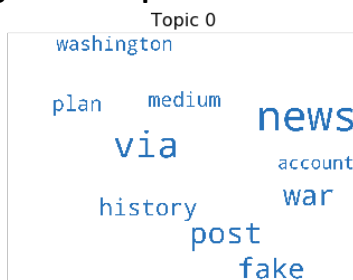 Topic 0
washington
plan medium
news
via
account
war
history
post
fake